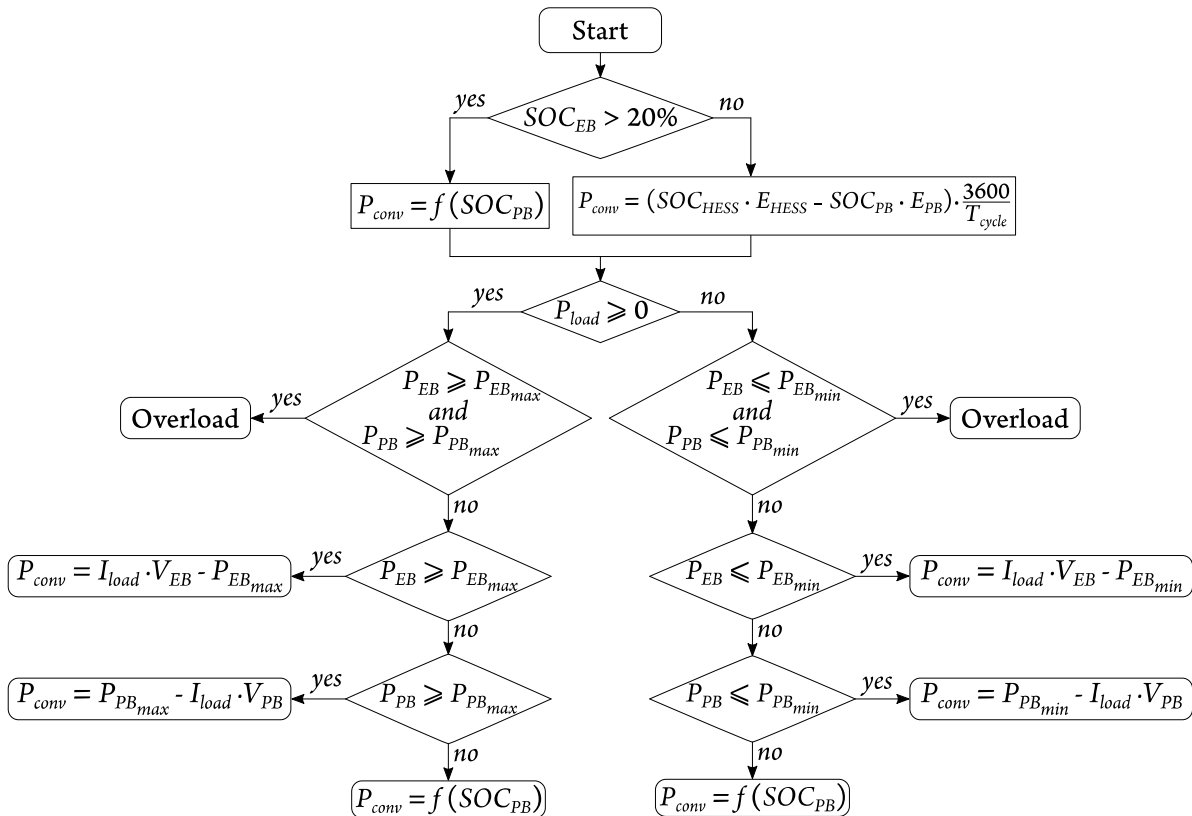 Start
yes
no
SOC_EB > 20%
P_conv = f (SOC_PB)
P_conv = (SOC_HESS · E_HESS - SOC_PB · E_PB) · 3600/T_cycle
yes
no
P_load ⩾ 0
P_EB ⩾ P_EB_max
and
P_PB ⩾ P_PB_max
yes
Overload
P_EB ⩽ P_EB_min
and
P_PB ⩽ P_PB_min
yes
Overload
no
no
P_conv = I_load · V_EB - P_EB_max
yes
P_EB ⩾ P_EB_max
P_EB ⩽ P_EB_min
yes
P_conv = I_load · V_EB - P_EB_min
no
no
P_conv = P_PB_max - I_load · V_PB
yes
P_PB ⩾ P_PB_max
P_PB ⩽ P_PB_min
yes
P_conv = P_PB_min - I_load · V_PB
no
no
P_conv = f (SOC_PB)
P_conv = f (SOC_PB)